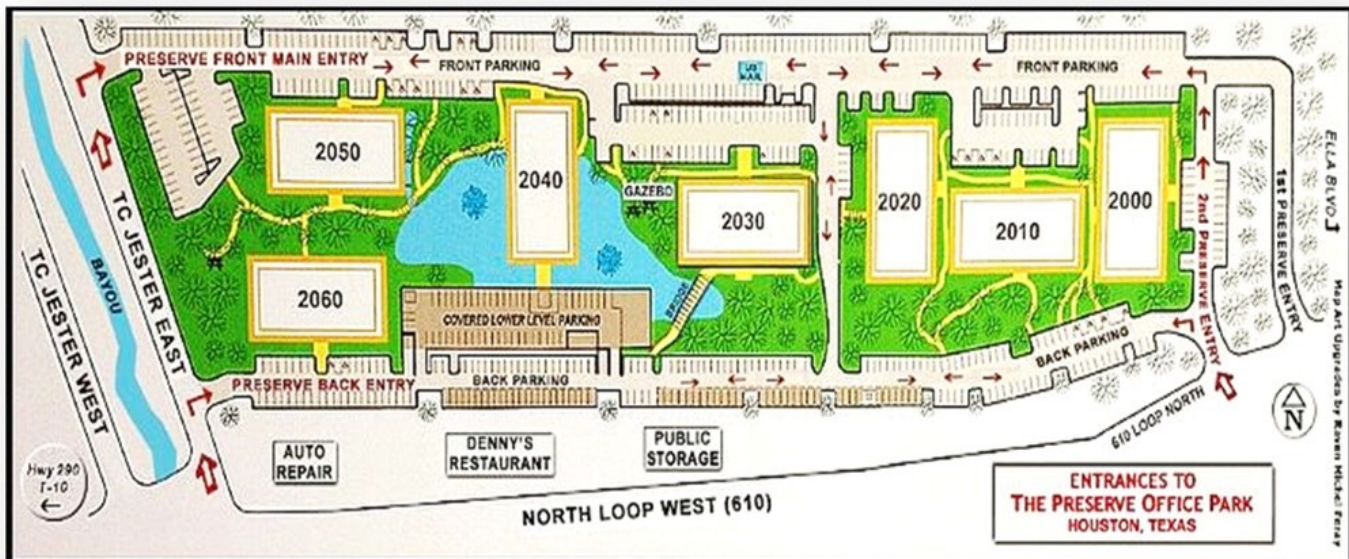 PRESERVE FRONT MAIN ENTRY
FRONT PARKING
US
MAIL
FRONT PARKING
2050
2040
GAZEBO
2030
2020
2010
2000
2nd PRESERVE ENTRY
1st PRESERVE ENTRY
ELLA BLVD
TC JESTER EAST
BAYOU
TC JESTER WEST
2060
COVERED LOWER LEVEL PARKING
BRIDGE
PRESERVE BACK ENTRY
BACK PARKING
BACK PARKING
610 LOOP NORTH
N
AUTO
REPAIR
DENNY'S
RESTAURANT
PUBLIC
STORAGE
Hwy 290
I-10
NORTH LOOP WEST (610)
ENTRANCES TO
THE PRESERVE OFFICE PARK
HOUSTON, TEXAS
Map Art Upgrades by Raven Michel